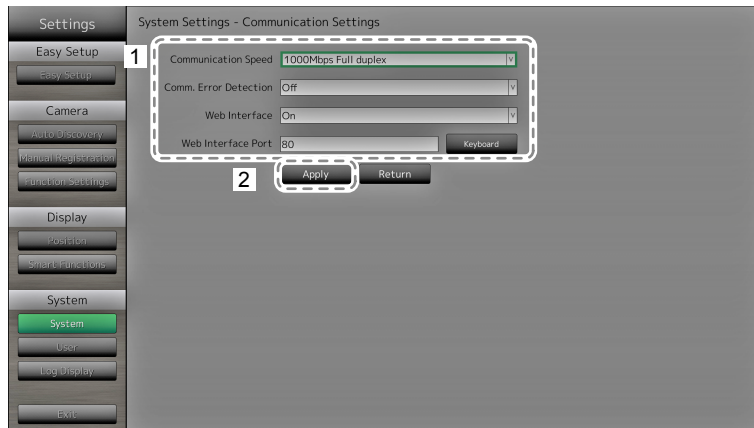 Settings
System Settings - Communication Settings
Easy Setup
Easy Setup
Camera
Auto Discovery
Manual Registration
Function Settings
Display
Position
Smart Functions
System
System
User
Log Display
Exit
1
Communication Speed 1000Mbps Full duplex
Comm. Error Detection Off
Web Interface On
Web Interface Port 80 Keyboard
2 Apply Return